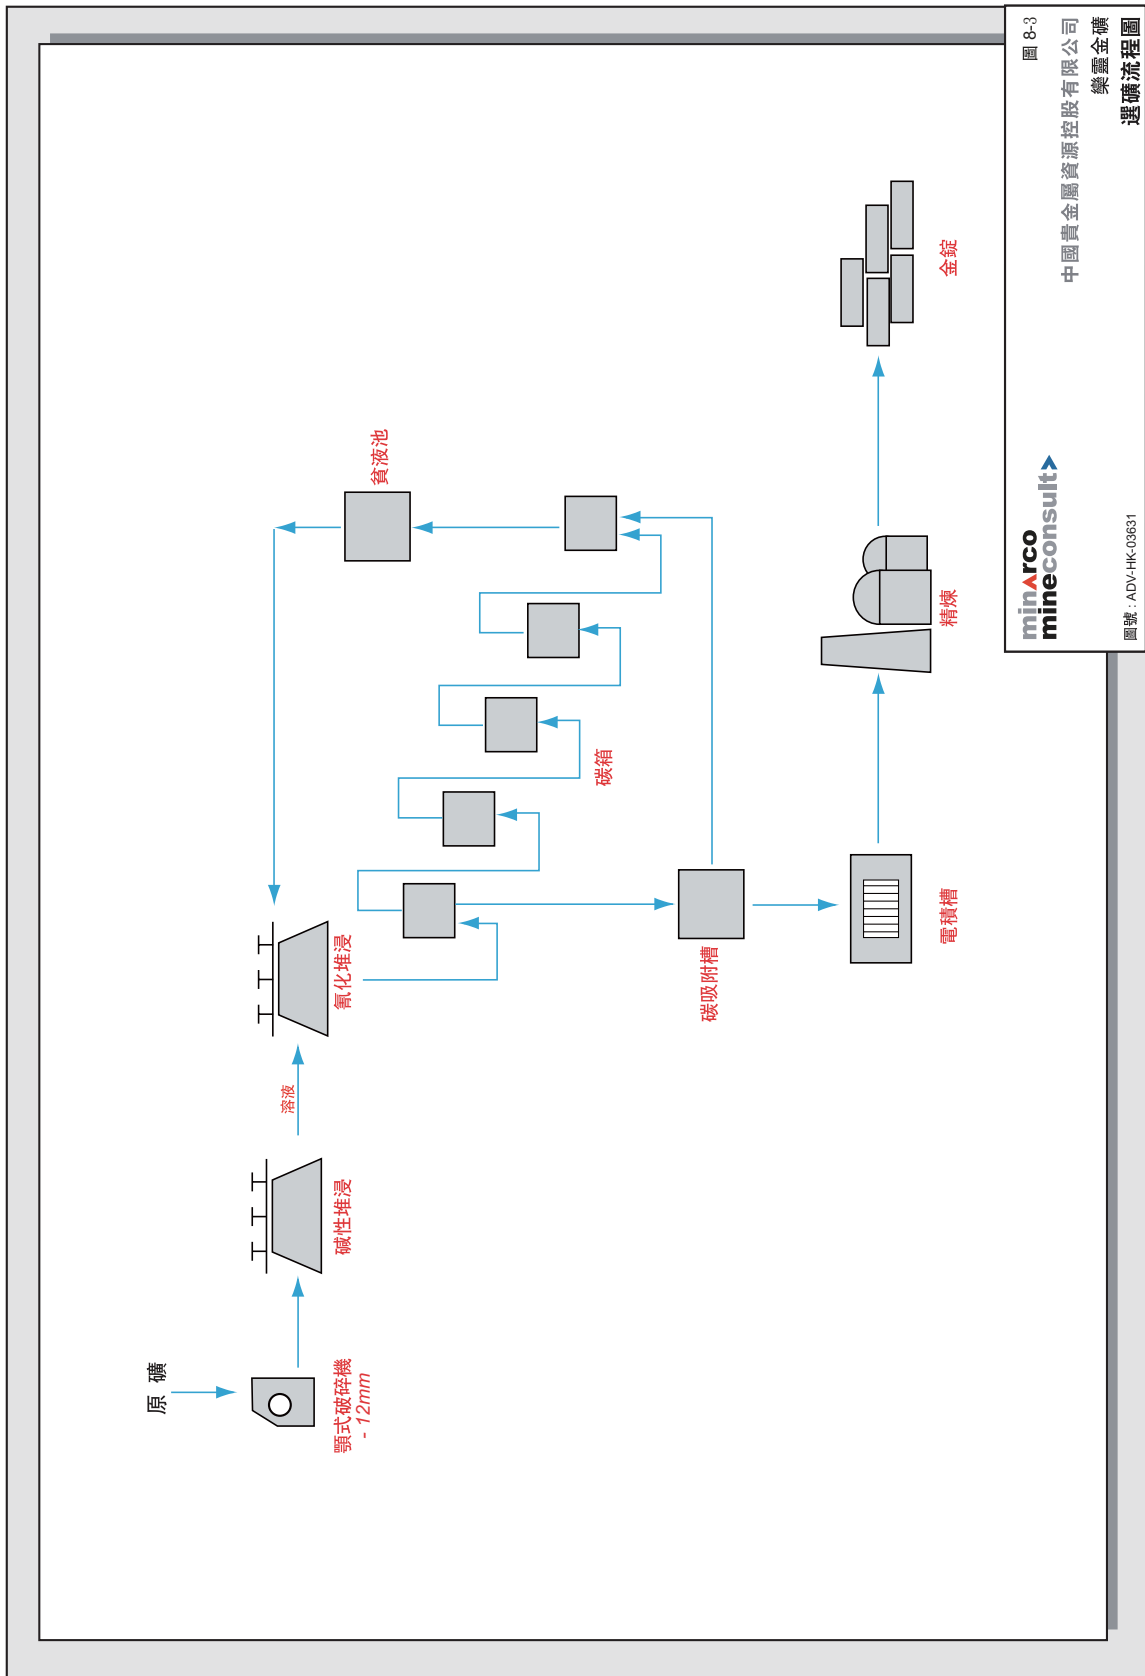 原 礦
顎式破碎機
- 12mm
碱性堆浸
溶液
氰化堆浸
貧液池
碳箱
碳吸附槽
電積槽
精煉
金錠
minarco
mineconsult
圖號 : ADV-HK-03631
圖 8-3
中國貴金屬資源控股有限公司
樂靈金礦
選礦流程圖